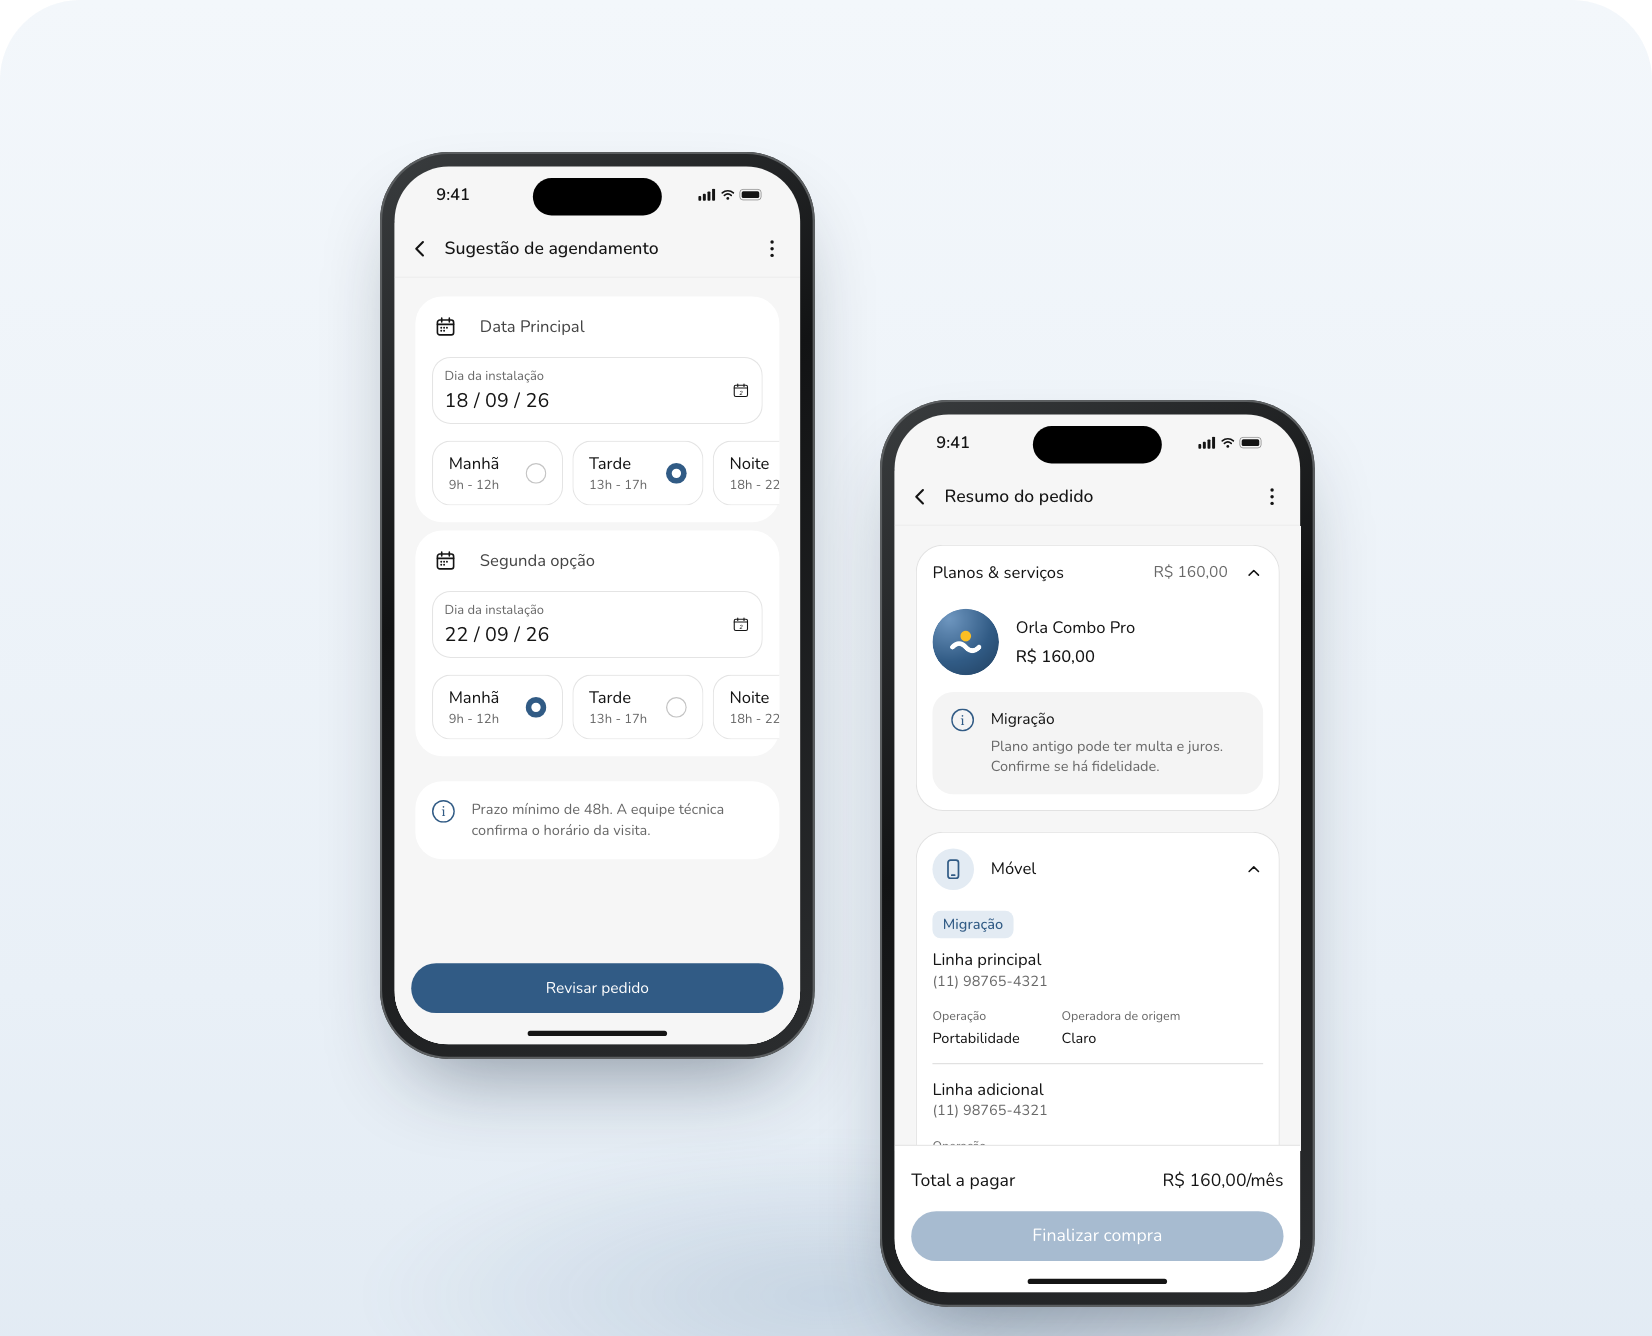 9:41
Sugestão de agendamento
Data Principal
Dia da instalação
18 / 09 / 26
Manhã
9h - 12h
Tarde
13h - 17h
Noite
18h - 22
Segunda opção
Dia da instalação
22 / 09 / 26
Manhã
9h - 12h
Tarde
13h - 17h
Noite
18h - 22
Prazo mínimo de 48h. A equipe técnica
confirma o horário da visita.
Revisar pedido
9:41
Resumo do pedido
Planos & serviços R$ 160,00
Orla Combo Pro
R$ 160,00
Migração
Plano antigo pode ter multa e juros.
Confirme se há fidelidade.
Móvel
Migração
Linha principal
(11) 98765-4321
Operação Operadora de origem
Portabilidade Claro
Linha adicional
(11) 98765-4321
Operação
Total a pagar R$ 160,00/mês
Finalizar compra